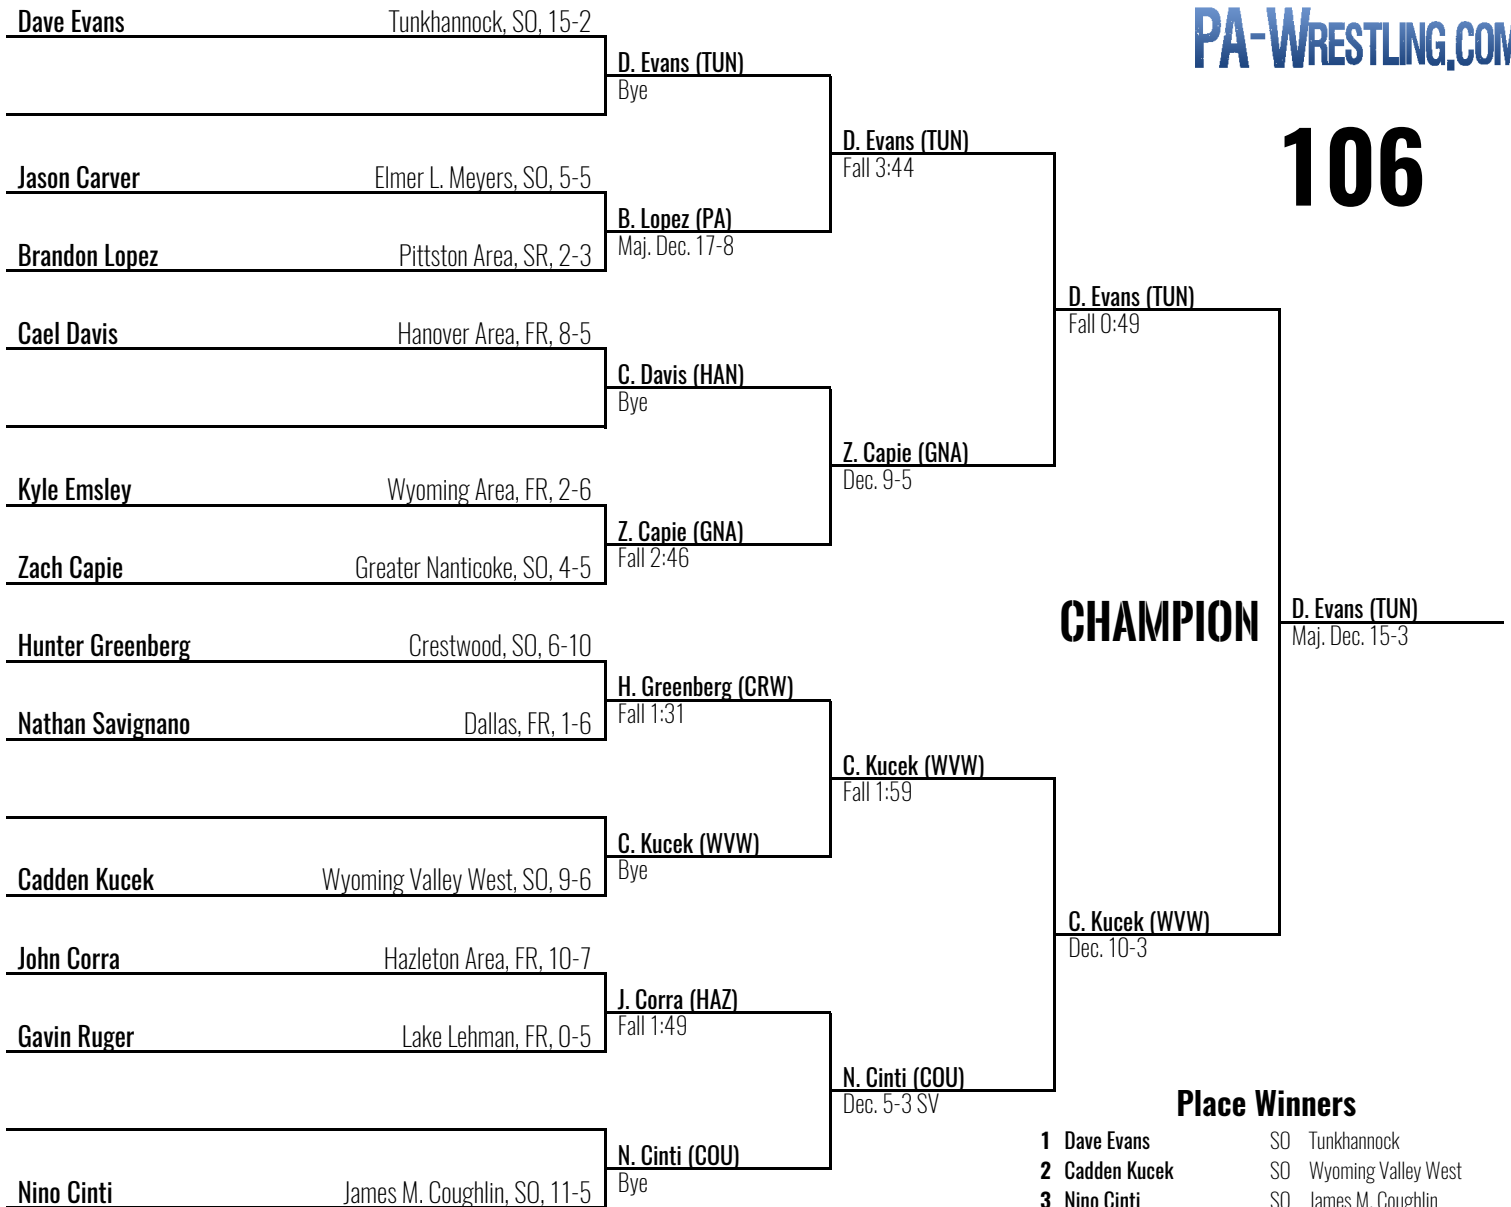 PA-WRESTLING.COM
106
Dave Evans Tunkhannock, SO, 15-2
D. Evans (TUN)
Bye
D. Evans (TUN)
Fall 3:44
Jason Carver Elmer L. Meyers, SO, 5-5
B. Lopez (PA)
Maj. Dec. 17-8
Brandon Lopez Pittston Area, SR, 2-3
D. Evans (TUN)
Fall 0:49
Cael Davis Hanover Area, FR, 8-5
C. Davis (HAN)
Bye
Z. Capie (GNA)
Dec. 9-5
Kyle Emsley Wyoming Area, FR, 2-6
Z. Capie (GNA)
Fall 2:46
Zach Capie Greater Nanticoke, SO, 4-5
CHAMPION
D. Evans (TUN)
Maj. Dec. 15-3
Hunter Greenberg Crestwood, SO, 6-10
H. Greenberg (CRW)
Fall 1:31
Nathan Savignano Dallas, FR, 1-6
C. Kucek (WVW)
Fall 1:59
C. Kucek (WVW)
Bye
Cadden Kucek Wyoming Valley West, SO, 9-6
C. Kucek (WVW)
Dec. 10-3
John Corra Hazleton Area, FR, 10-7
J. Corra (HAZ)
Fall 1:49
Gavin Ruger Lake Lehman, FR, 0-5
N. Cinti (COU)
Dec. 5-3 SV
N. Cinti (COU)
Bye
Nino Cinti James M. Coughlin, SO, 11-5
Place Winners
1 Dave Evans SO Tunkhannock
2 Cadden Kucek SO Wyoming Valley West
3 Nino Cinti SO James M. Coughlin